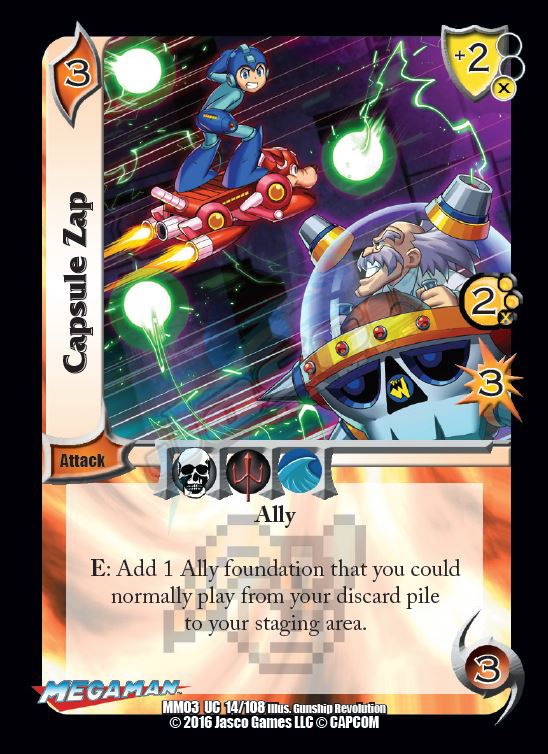 3
+2
X
Capsule Zap
2
X
3
W
Attack
Ally
E: Add 1 Ally foundation that you could
normally play from your discard pile
to your staging area.
3
MEGAMAN™
MM03 UC 14/108 Illus. Gunship Revolution
© 2016 Jasco Games LLC © CAPCOM